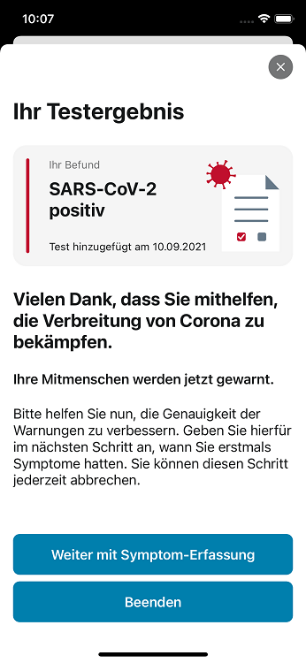 10:07
Ihr Testergebnis
Ihr Befund
SARS-CoV-2
positiv
Test hinzugefügt am 10.09.2021
Vielen Dank, dass Sie mithelfen,
die Verbreitung von Corona zu
bekämpfen.
Ihre Mitmenschen werden jetzt gewarnt.
Bitte helfen Sie nun, die Genauigkeit der
Warnungen zu verbessern. Geben Sie hierfür
im nächsten Schritt an, wann Sie erstmals
Symptome hatten. Sie können diesen Schritt
jederzeit abbrechen.
Weiter mit Symptom-Erfassung
Beenden